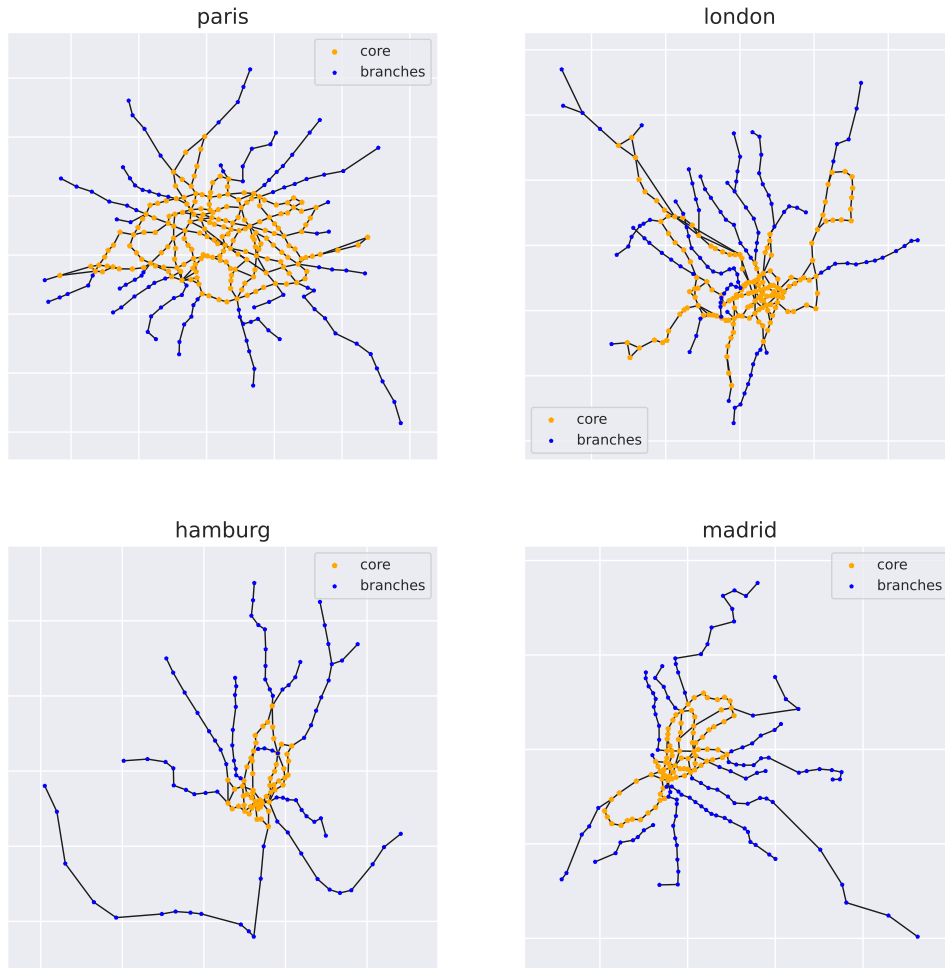 paris
core
branches
london
core
branches
hamburg
core
branches
madrid
core
branches